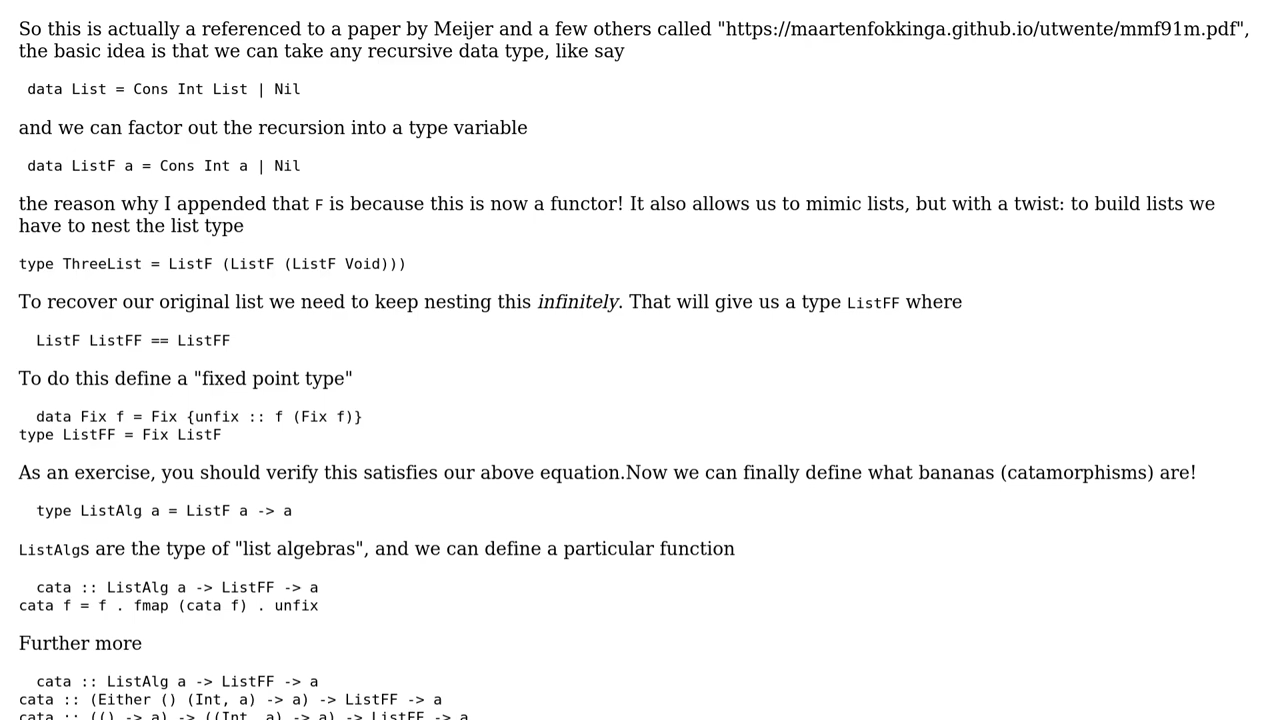 So this is actually a referenced to a paper by Meijer and a few others called "https://maartenfokkinga.github.io/utwente/mmf91m.pdf",
the basic idea is that we can take any recursive data type, like say
data List = Cons Int List | Nil
and we can factor out the recursion into a type variable
data ListF a = Cons Int a | Nil
the reason why I appended that F is because this is now a functor! It also allows us to mimic lists, but with a twist: to build lists we
have to nest the list type
type ThreeList = ListF (ListF (ListF Void)))
To recover our original list we need to keep nesting this infinitely. That will give us a type ListFF where
ListF ListFF == ListFF
To do this define a "fixed point type"
data Fix f = Fix {unfix :: f (Fix f)}
type ListFF = Fix ListF
As an exercise, you should verify this satisfies our above equation.Now we can finally define what bananas (catamorphisms) are!
type ListAlg a = ListF a -> a
ListAlgs are the type of "list algebras", and we can define a particular function
cata :: ListAlg a -> ListFF -> a
cata f = f . fmap (cata f) . unfix
Further more
cata :: ListAlg a -> ListFF -> a
cata :: (Either () (Int, a) -> a) -> ListFF -> a
cata :: (() -> a) -> ((Int, a) -> a) -> ListFF -> a